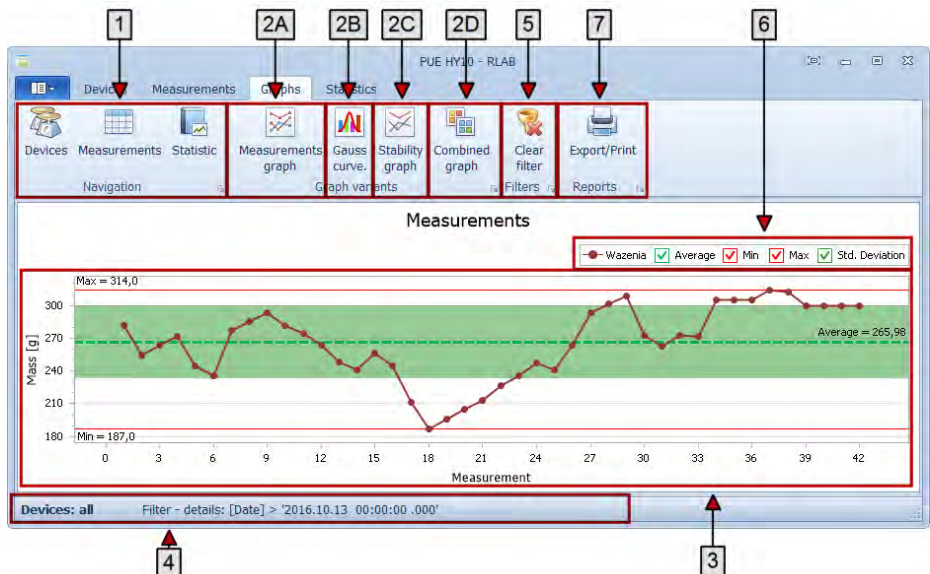 1 2A 2B 2C 2D 5 7 6
PUE HY10 - RLAB
Devices Measurements Graphs Statistics
Devices Measurements Statistic Measurements graph Gauss curve. Stability graph Combined graph Clear filter Export/Print
Navigation Graph variants Filters Reports
Measurements
Wazenia Average Min Max Std. Deviation
Max = 314,0
300
Average = 265,98
270
240
210
180
Mass [g]
Min = 187,0
0 3 6 9 12 15 18 21 24 27 30 33 36 39 42
Measurement
Devices: all Filter - details: [Date] > '2016.10.13 00:00:00 .000'
4 3